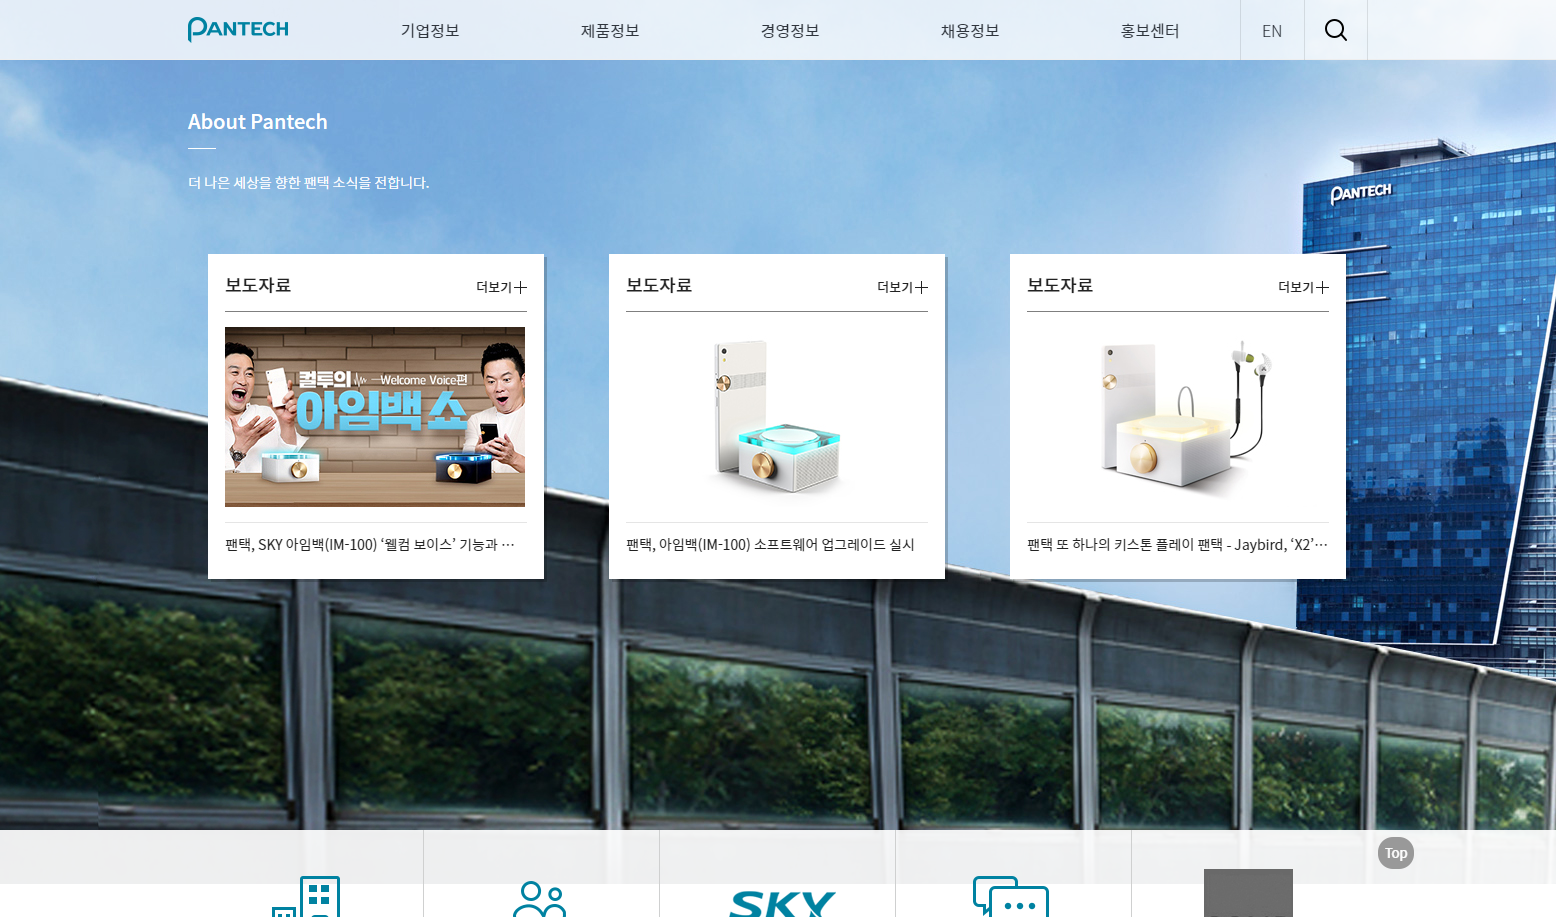 PANTECH
기업정보
제품정보
경영정보
채용정보
홍보센터
EN
About Pantech
더 나은 세상을 향한 팬택 소식을 전합니다.
PANTECH
보도자료 더보기
컬투의 Welcome Voice편
아임백 쇼
팬택, SKY 아임백(IM-100) ‘웰컴 보이스’ 기능과 …
보도자료 더보기
팬택, 아임백(IM-100) 소프트웨어 업그레이드 실시
보도자료 더보기
팬택 또 하나의 키스톤 플레이 팬택 - Jaybird, ‘X2’…
Top
SKY